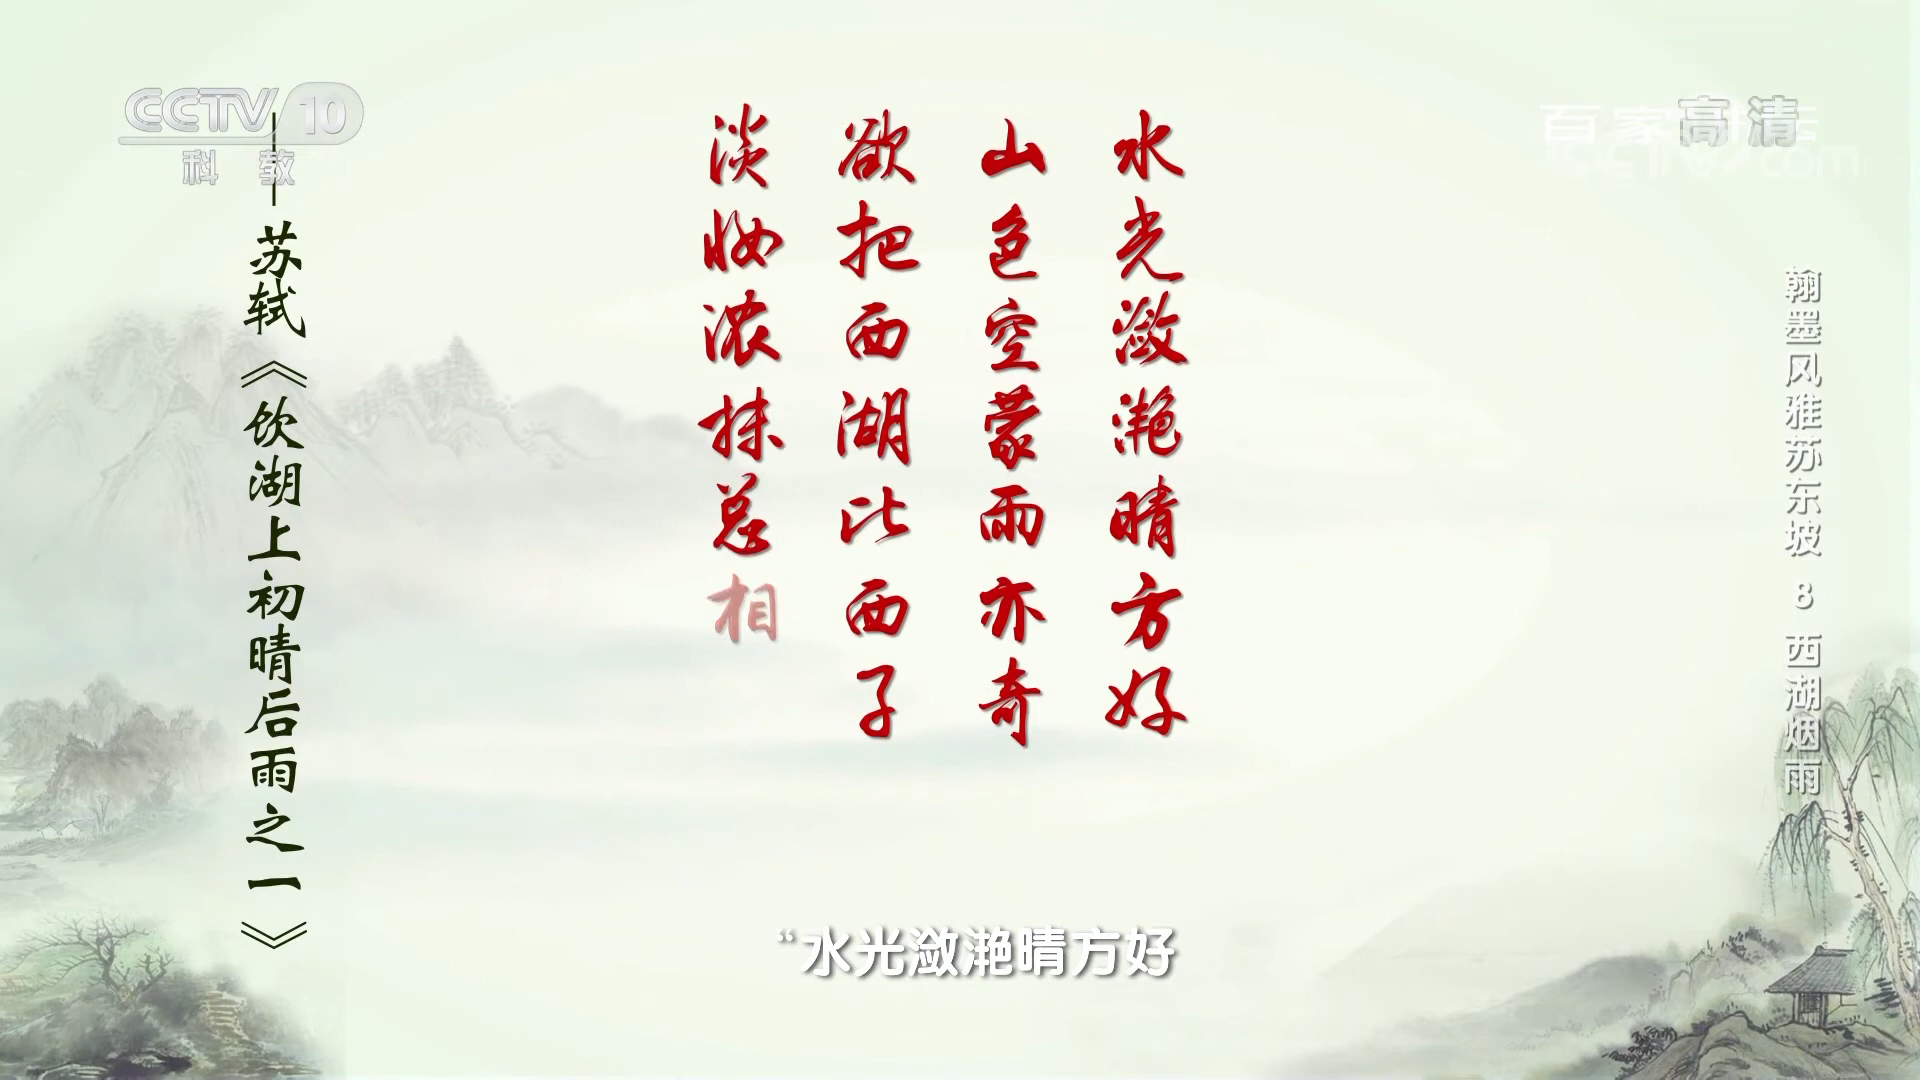 CCTV 10
科 教
高清
百家
水光潋滟晴方好
山色空蒙雨亦奇
欲把西湖比西子
淡妆浓抹总相
——苏轼《饮湖上初晴后雨之一》
翰墨风雅苏东坡 8 西湖烟雨
“水光潋滟晴方好